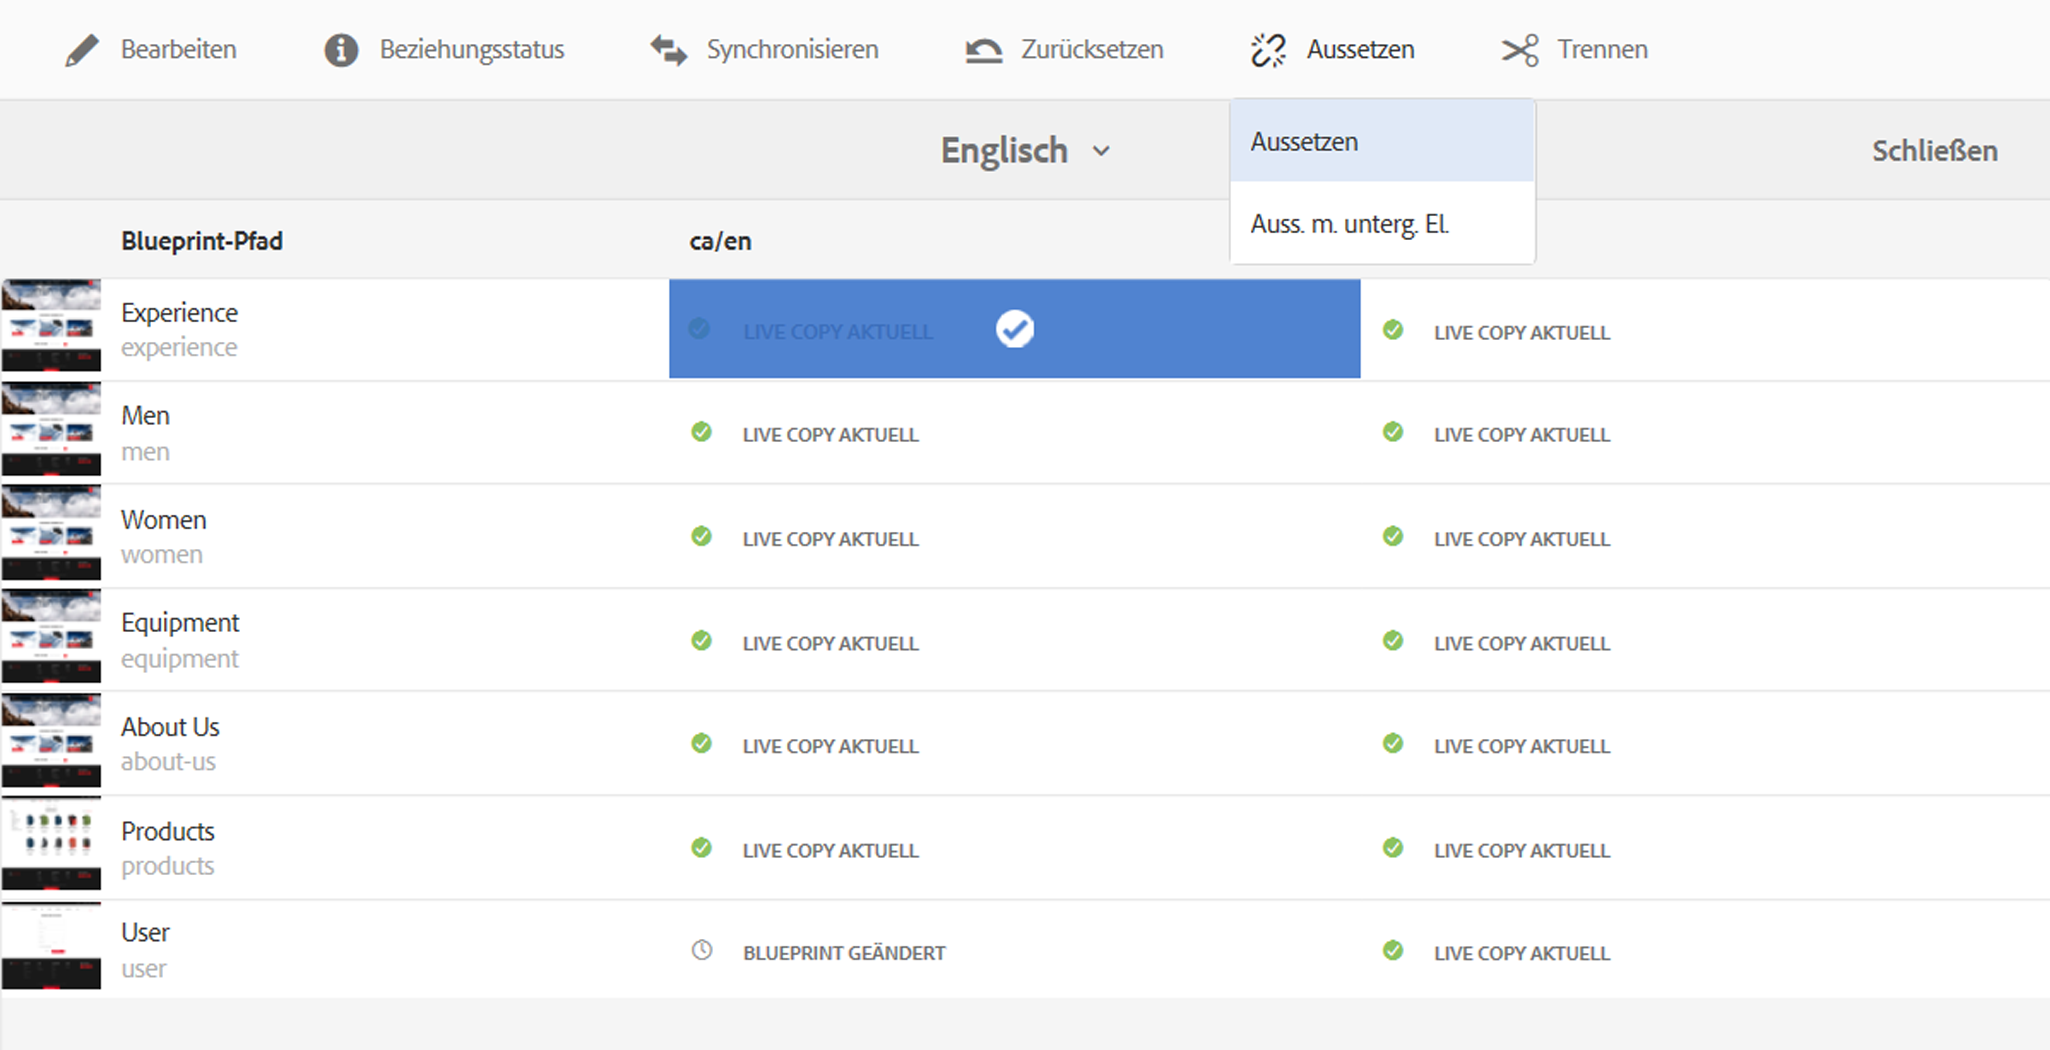 Bearbeiten Beziehungsstatus Synchronisieren Zurücksetzen Aussetzen Trennen
Englisch Aussetzen Schließen
Auss. m. unterg. El.
Blueprint-Pfad ca/en
Experience LIVE COPY AKTUELL LIVE COPY AKTUELL
experience
Men LIVE COPY AKTUELL LIVE COPY AKTUELL
men
Women LIVE COPY AKTUELL LIVE COPY AKTUELL
women
Equipment LIVE COPY AKTUELL LIVE COPY AKTUELL
equipment
About Us LIVE COPY AKTUELL LIVE COPY AKTUELL
about-us
Products LIVE COPY AKTUELL LIVE COPY AKTUELL
products
User BLUEPRINT GEÄNDERT LIVE COPY AKTUELL
user